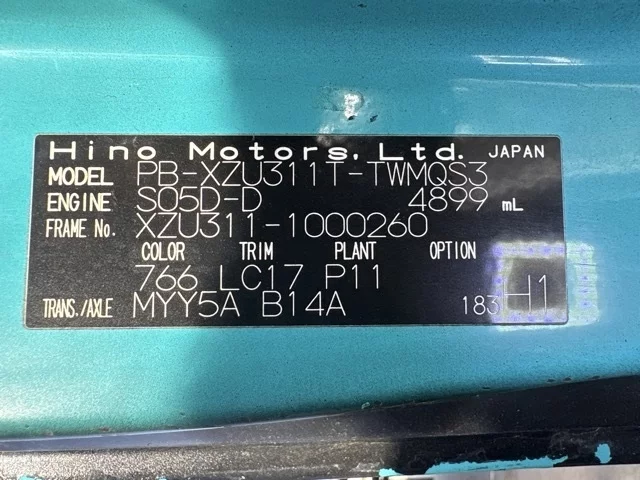 Hino Motors, Ltd. JAPAN
MODEL PB-XZU311T-TWMQS3
ENGINE S05D-D 4899 mL
FRAME No. XZU311-1000260
COLOR TRIM PLANT OPTION
766 LC17 P11
TRANS./AXLE MYY5A B14A 183 H1